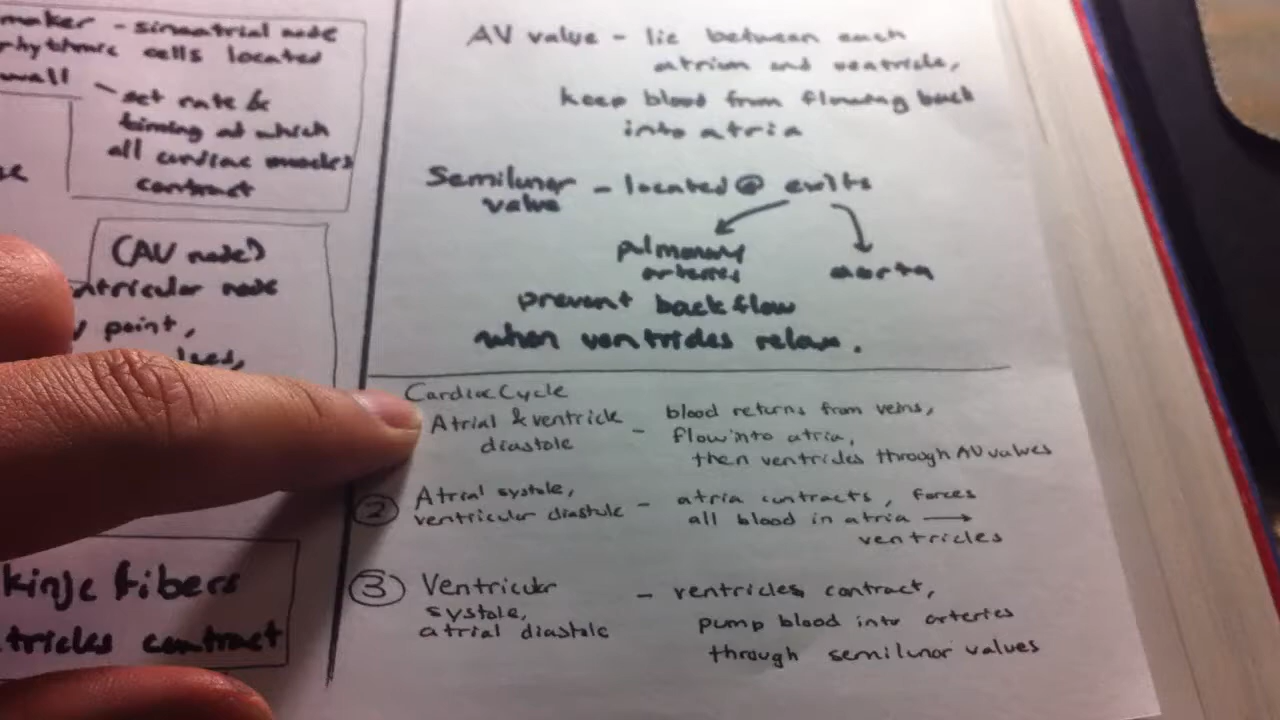 maker - sinoatrial node
rhythmic cells located
wall
set rate &
timing at which
all cardiac muscles
contract
(AV node)
ntricular node
point,
kinje fibers
tricles contract
AV valve - lie between each
atrium and ventricle,
keep blood from flowing back
into atria
Semilunar - located @ exits
valve
pulmonary
arteries
aorta
prevent backflow
when ventricles relax.
Cardiac Cycle
Atrial & ventricle - blood returns from veins,
diastole flow into atria,
then ventricles through AV valves
② Atrial systole, - atria contracts, forces
ventricular diastole all blood in atria →
ventricles
③ Ventricular - ventricles contract,
systole, pump blood into arteries
atrial diastole through semilunar valves